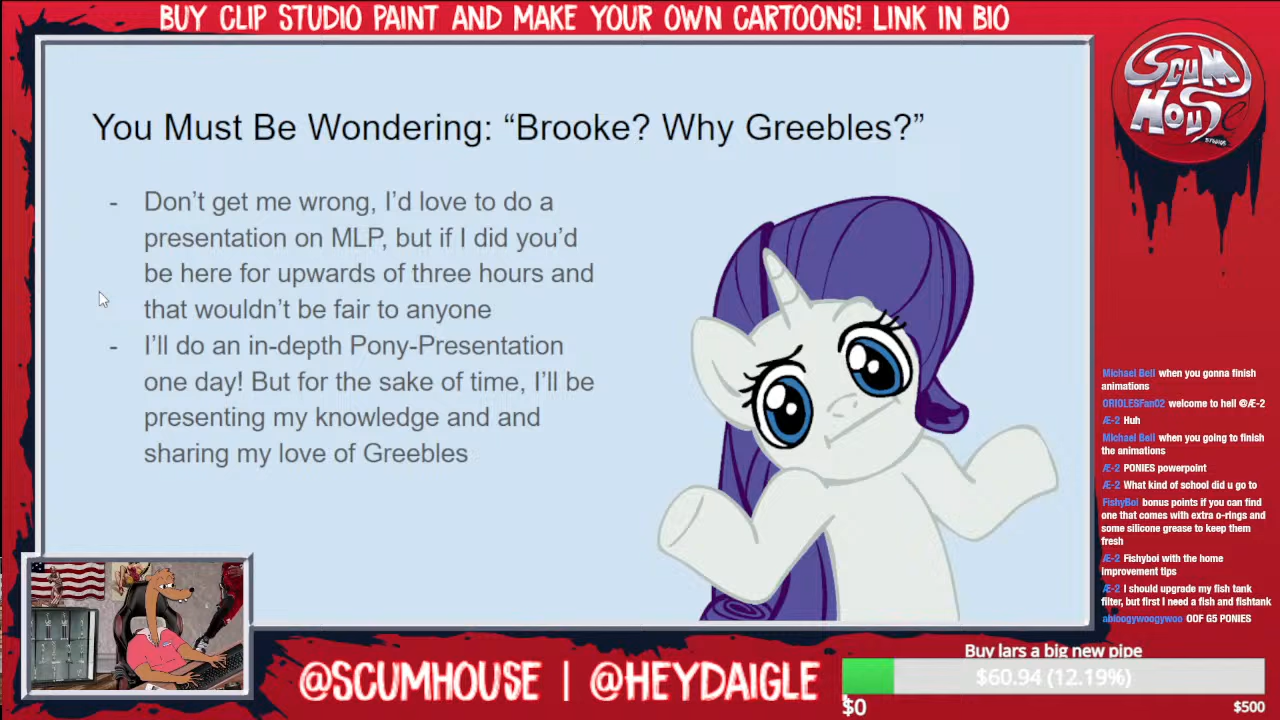 BUY CLIP STUDIO PAINT AND MAKE YOUR OWN CARTOONS! LINK IN BIO
SCUM
HOUSE
You Must Be Wondering: “Brooke? Why Greebles?”
- Don’t get me wrong, I’d love to do a
presentation on MLP, but if I did you’d
be here for upwards of three hours and
that wouldn’t be fair to anyone
- I’ll do an in-depth Pony-Presentation
one day! But for the sake of time, I’ll be
presenting my knowledge and and
sharing my love of Greebles
Michael Bell when you gonna finish
animations
ORIOLESFan02 welcome to hell @Æ-2
Æ-2 Huh
Michael Bell when you going to finish
the animations
Æ-2 PONIES powerpoint
Æ-2 What kind of school did u go to
FishyBoi bonus points if you can find
one that comes with extra o-rings and
some silicone grease to keep them
fresh
Æ-2 Fishyboi with the home
improvement tips
Æ-2 I should upgrade my fish tank
filter, but first I need a fish and fishtank
abloogywoogywoo OOF G5 PONIES
@SCUMHOUSE | @HEYDAIGLE
Buy lars a big new pipe
$60.94 (12.19%)
$0
$500